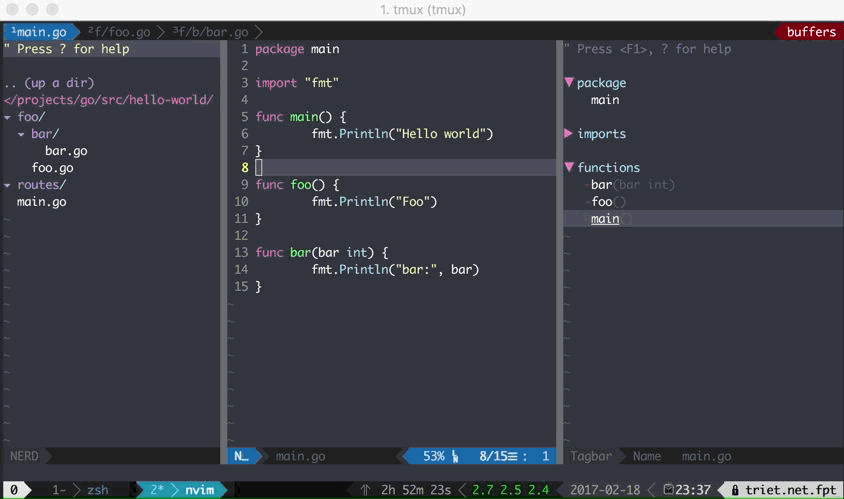 1. tmux (tmux)
¹main.go ²f/foo.go ³f/b/bar.go buffers
" Press ? for help
.. (up a dir)
</projects/go/src/hello-world/
▾ foo/
▾ bar/
bar.go
foo.go
▾ routes/
main.go
~
NERD
1 package main
2
3 import "fmt"
4
5 func main() {
6 fmt.Println("Hello world")
7 }
8
9 func foo() {
10 fmt.Println("Foo")
11 }
12
13 func bar(bar int) {
14 fmt.Println("bar:", bar)
15 }
N… main.go 53% ㏑ 8/15☰ : 1
" Press <F1>, ? for help
▼ package
main
▶ imports
▼ functions
-bar(bar int)
-foo()
-main()
Tagbar Name main.go
0 1- zsh 2* nvim ⇑ 2h 52m 23s 2.7 2.5 2.4 2017-02-18 23:37 triet.net.fpt